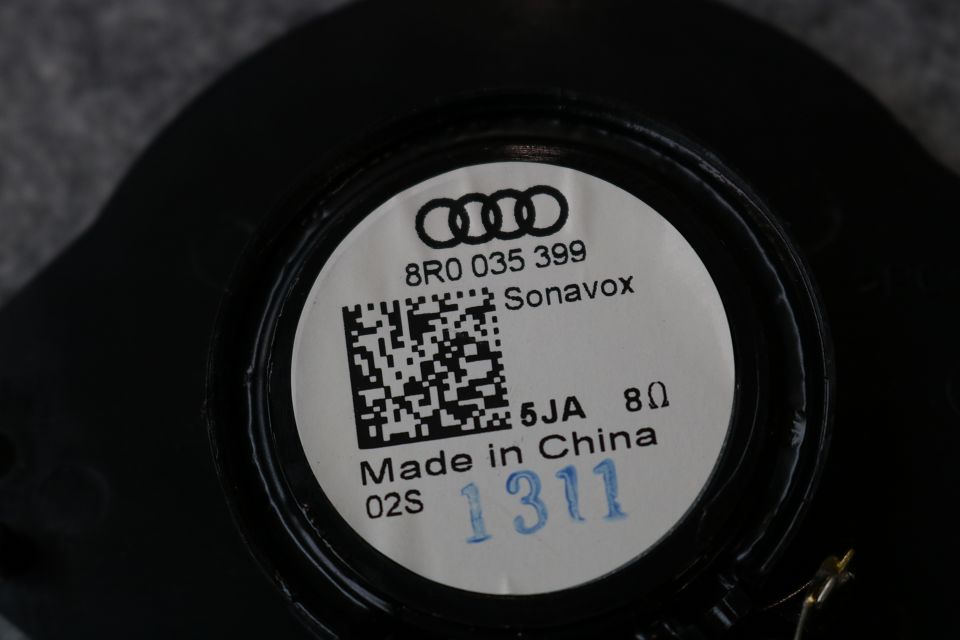 8R0 035 399
Sonavox
5JA 8Ω
Made in China
02S
1311